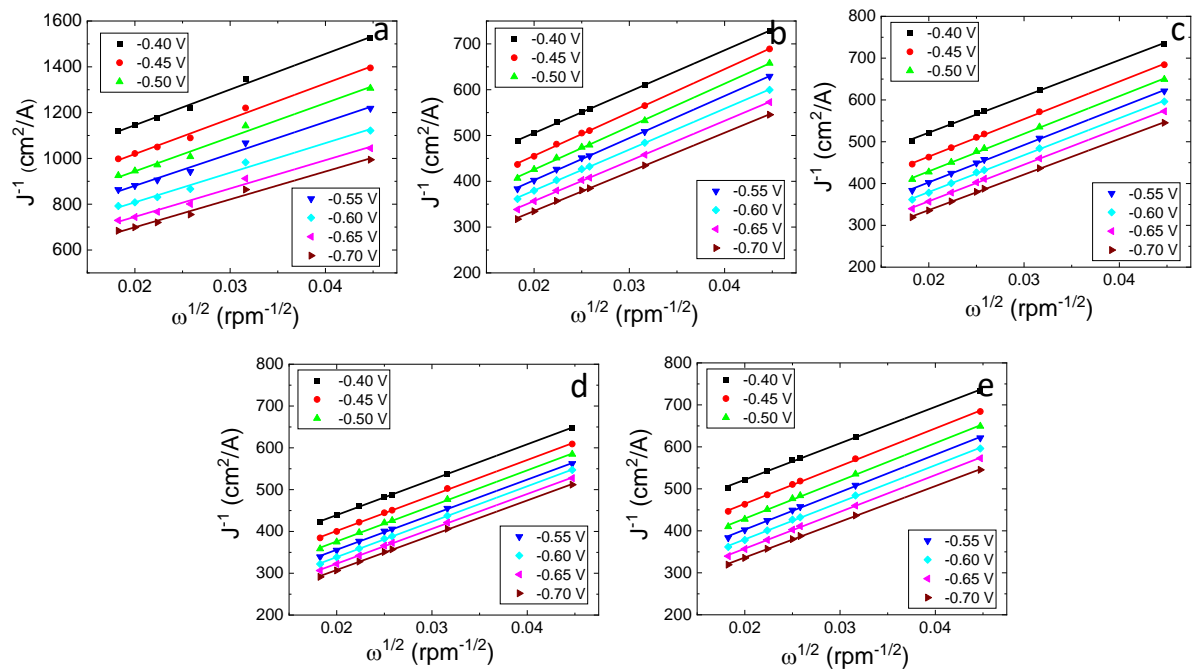 a
-0.40 V
-0.45 V
-0.50 V
-0.55 V
-0.60 V
-0.65 V
-0.70 V
J⁻¹ (cm²/A)
1600
1400
1200
1000
800
600
0.02 0.03 0.04
ω^1/2 (rpm^-1/2)
b
-0.40 V
-0.45 V
-0.50 V
-0.55 V
-0.60 V
-0.65 V
-0.70 V
J⁻¹ (cm²/A)
700
600
500
400
300
200
0.02 0.03 0.04
ω^1/2 (rpm^-1/2)
c
-0.40 V
-0.45 V
-0.50 V
-0.55 V
-0.60 V
-0.65 V
-0.70 V
J⁻¹ (cm²/A)
800
700
600
500
400
300
200
0.02 0.03 0.04
ω^1/2 (rpm^-1/2)
d
-0.40 V
-0.45 V
-0.50 V
-0.55 V
-0.60 V
-0.65 V
-0.70 V
J⁻¹ (cm²/A)
800
700
600
500
400
300
200
0.02 0.03 0.04
ω^1/2 (rpm^-1/2)
e
-0.40 V
-0.45 V
-0.50 V
-0.55 V
-0.60 V
-0.65 V
-0.70 V
J⁻¹ (cm²/A)
800
700
600
500
400
300
200
0.02 0.03 0.04
ω^1/2 (rpm^-1/2)